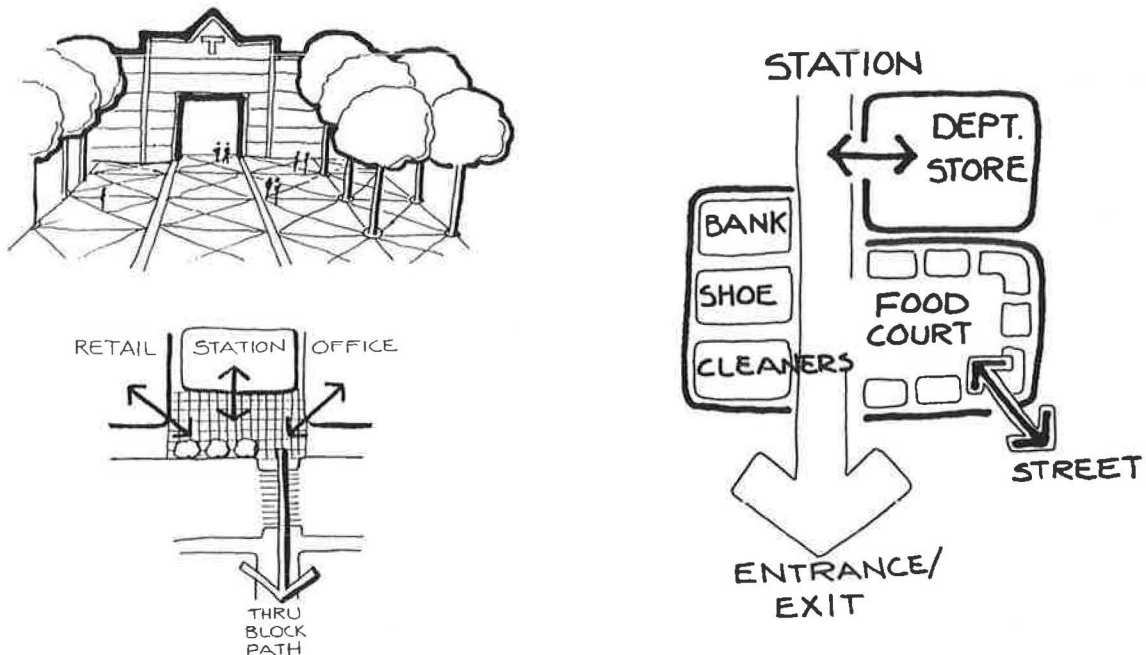 T
RETAIL
STATION
OFFICE
THRU
BLOCK
PATH
STATION
DEPT.
STORE
BANK
SHOE
CLEANERS
FOOD
COURT
STREET
ENTRANCE/
EXIT